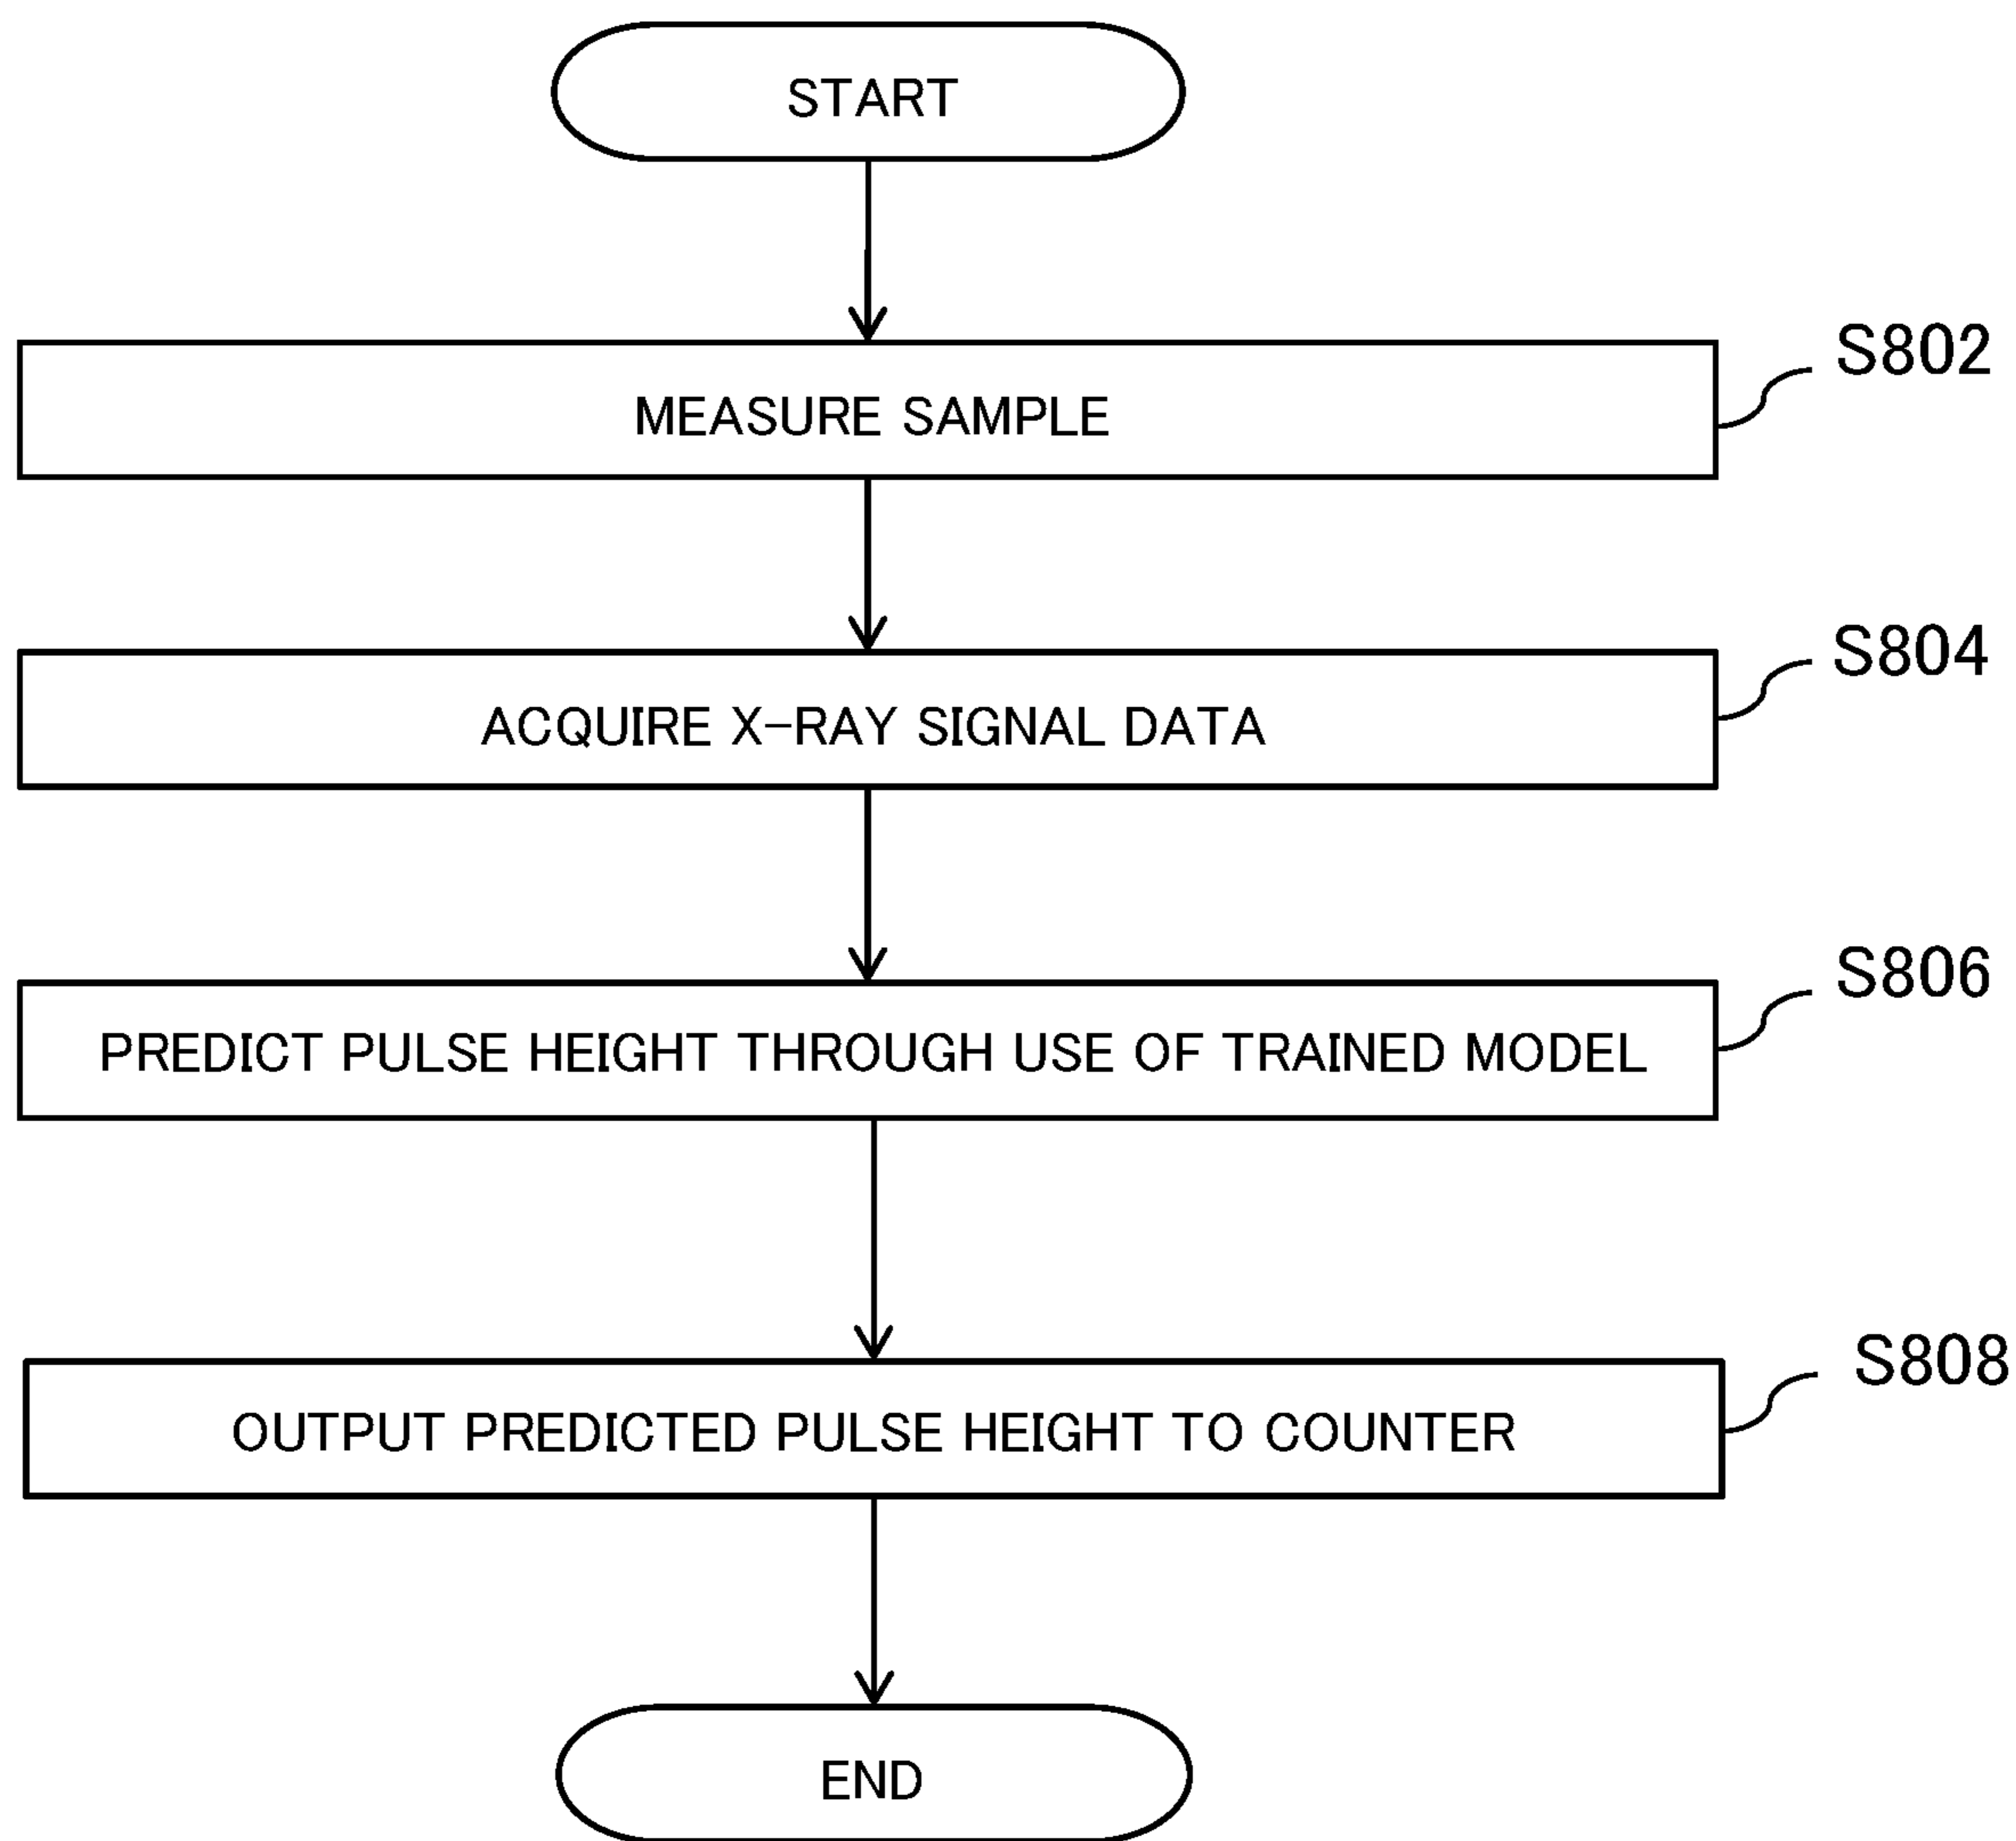 START
S802
MEASURE SAMPLE
S804
ACQUIRE X-RAY SIGNAL DATA
S806
PREDICT PULSE HEIGHT THROUGH USE OF TRAINED MODEL
S808
OUTPUT PREDICTED PULSE HEIGHT TO COUNTER
END